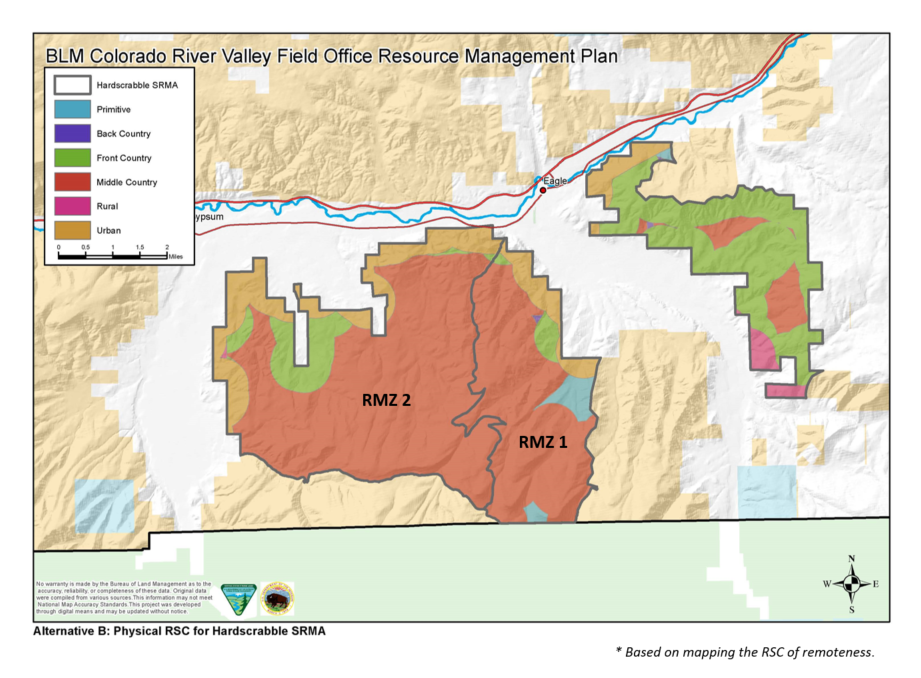 BLM Colorado River Valley Field Office Resource Management Plan
Hardscrabble SRMA
Primitive
Back Country
Front Country
Middle Country
Rural
Urban
0 0.5 1 1.5 2
Miles
ypsum
Eagle
RMZ 2
RMZ 1
No warranty is made by the Bureau of Land Management as to the
accuracy, reliability, or completeness of these data. Original data
were compiled from various sources. This information may not meet
National Map Accuracy Standards. This project was developed
through digital means and may be updated without notice.
N
W E
S
Alternative B: Physical RSC for Hardscrabble SRMA
* Based on mapping the RSC of remoteness.